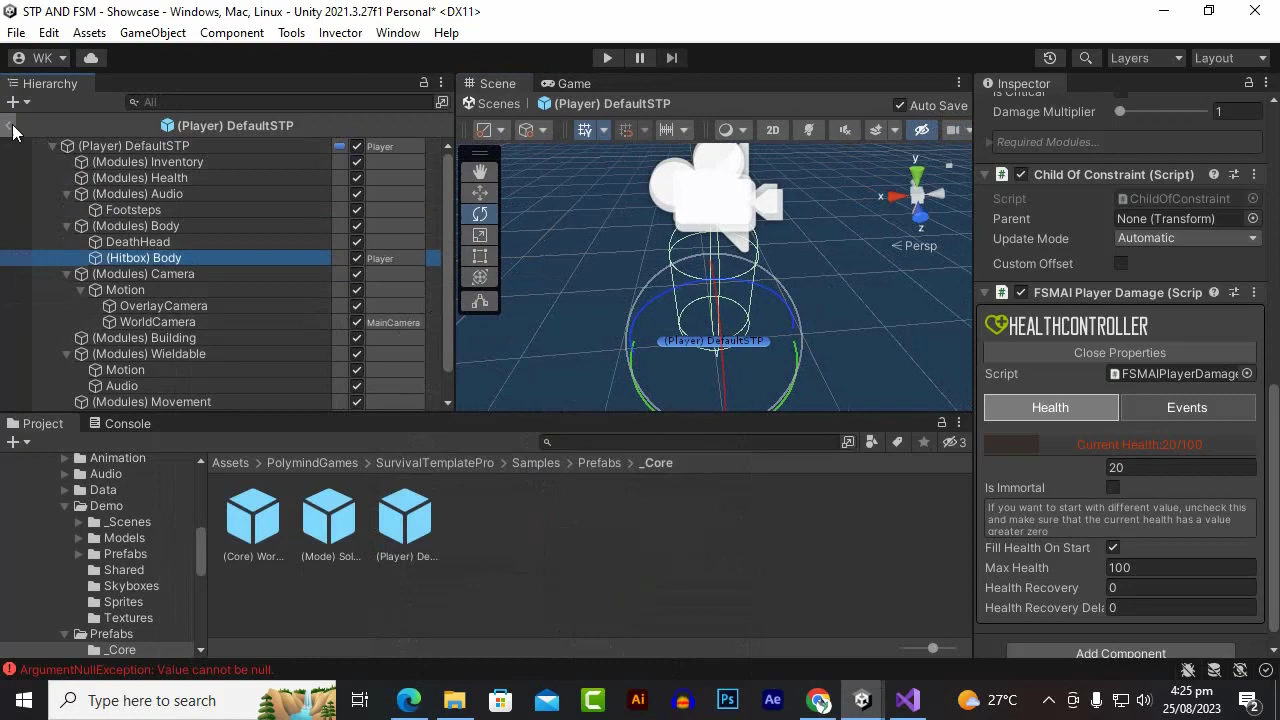 STP AND FSM - Showcase - Windows, Mac, Linux - Unity 2021.3.27f1 Personal* <DX11>
File Edit Assets GameObject Component Tools Invector Window Help
WK Layers Layout
Hierarchy
All
(Player) DefaultSTP
(Player) DefaultSTP Player
(Modules) Inventory
(Modules) Health
(Modules) Audio
Footsteps
(Modules) Body
DeathHead
(Hitbox) Body Player
(Modules) Camera
Motion
OverlayCamera
WorldCamera MainCamera
(Modules) Building
(Modules) Wieldable
Motion
Audio
(Modules) Movement
Scene Game
Scenes (Player) DefaultSTP Auto Save
2D
y
x
z
Persp
(Player) DefaultSTP
Inspector
Is Critical
Damage Multiplier 1
Required Modules...
Child Of Constraint (Script)
Script ChildOfConstraint
Parent None (Transform)
Update Mode Automatic
Custom Offset
FSMAI Player Damage (Scrip
HEALTHCONTROLLER
Close Properties
Script FSMAIPlayerDamage
Health Events
Current Health:20/100
20
Is Immortal
If you want to start with different value, uncheck this
and make sure that the current health has a value
greater zero
Fill Health On Start
Max Health 100
Health Recovery 0
Health Recovery Dela 0
Add Component
Project Console
3
Animation
Audio
Data
Demo
_Scenes
Models
Prefabs
Shared
Skyboxes
Sprites
Textures
Prefabs
_Core
Assets PolymindGames SurvivalTemplatePro Samples Prefabs _Core
(Core) Wor... (Mode) Sol... (Player) De...
ArgumentNullException: Value cannot be null.
Type here to search
Ai Ps Ae
27°C
4:25 pm
25/08/2023
2